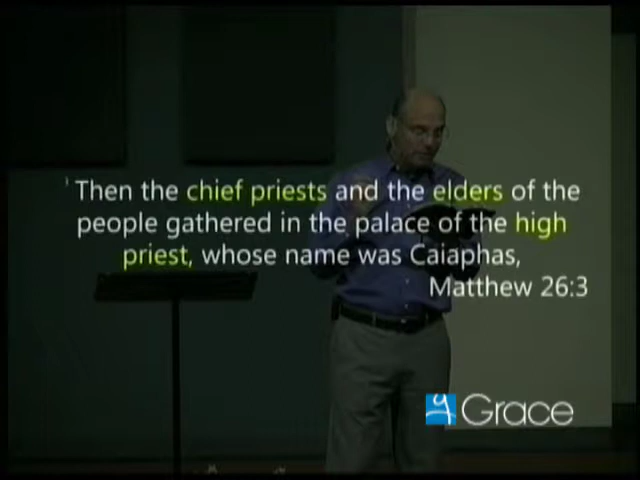 Then the chief priests and the elders of the
people gathered in the palace of the high
priest, whose name was Caiaphas,
Matthew 26:3
Grace